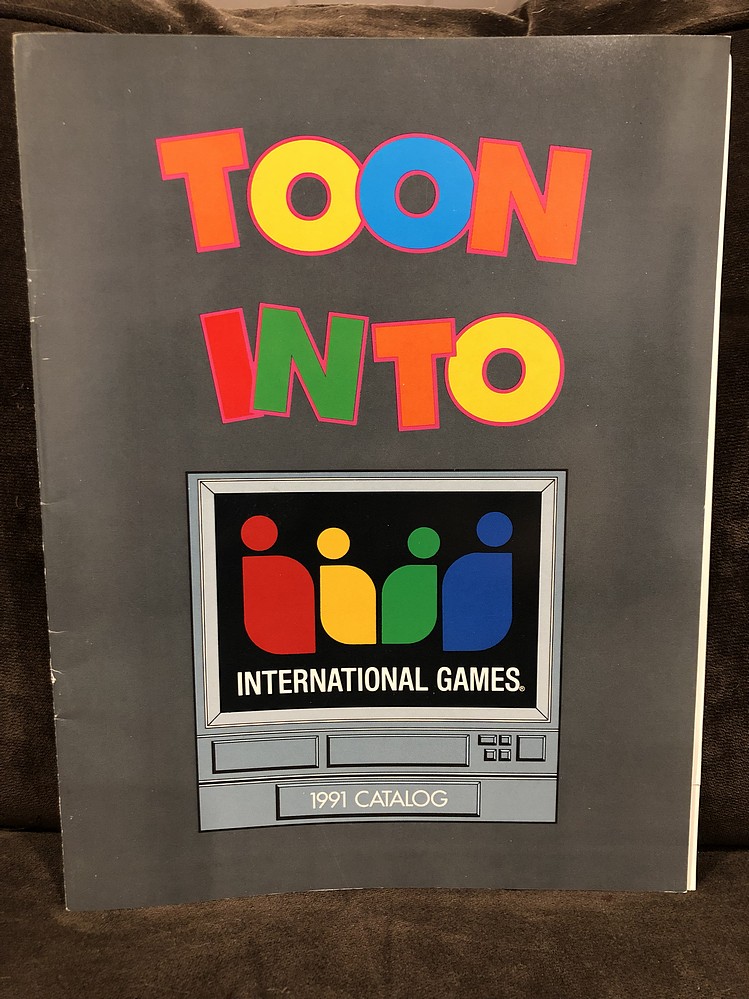 TOON
INTO
INTERNATIONAL GAMES®
1991 CATALOG